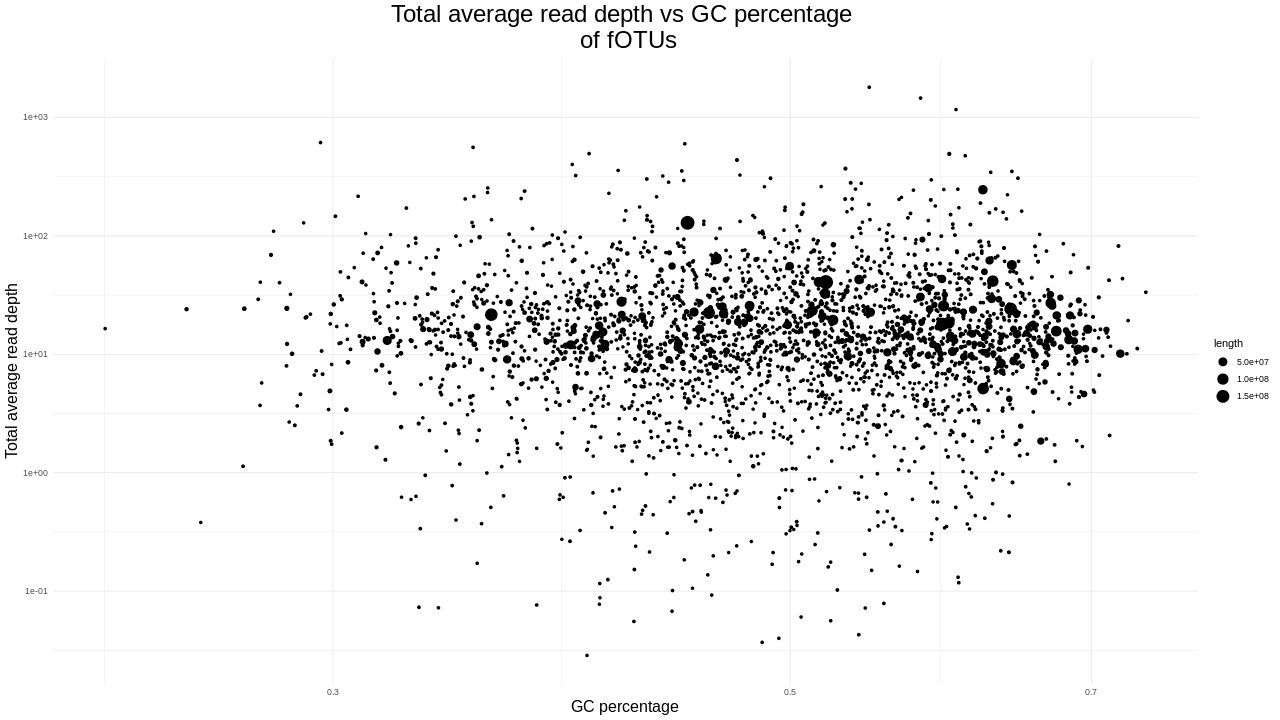 Total average read depth vs GC percentage
of fOTUs
Total average read depth
1e+03
1e+02
1e+01
1e+00
1e-01
0.3
0.5
0.7
GC percentage
length
5.0e+07
1.0e+08
1.5e+08